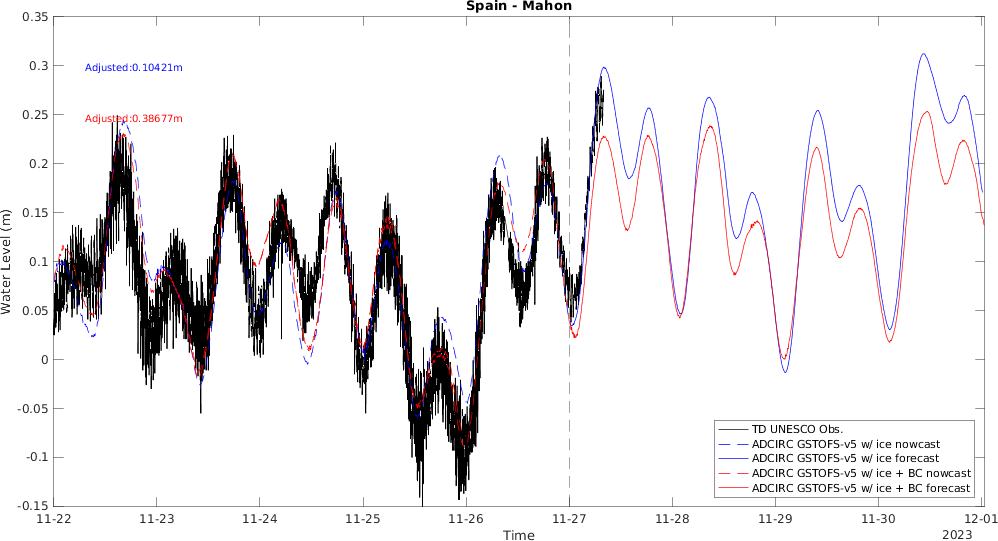 Spain - Mahon
0.35
0.3
0.25
0.2
0.15
0.1
0.05
0
-0.05
-0.1
-0.15
Water Level (m)
Adjusted:0.10421m
Adjusted:0.38677m
TD UNESCO Obs.
ADCIRC GSTOFS-v5 w/ ice nowcast
ADCIRC GSTOFS-v5 w/ ice forecast
ADCIRC GSTOFS-v5 w/ ice + BC nowcast
ADCIRC GSTOFS-v5 w/ ice + BC forecast
11-22 11-23 11-24 11-25 11-26 11-27 11-28 11-29 11-30 12-01
Time
2023